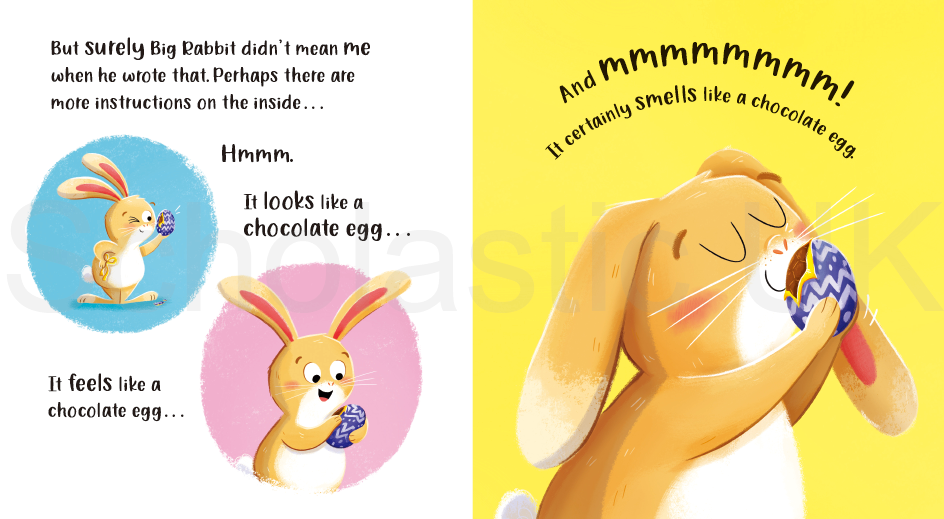 But surely Big Rabbit didn't mean me
when he wrote that. Perhaps there are
more instructions on the inside...
Hmmm.
It looks like a
chocolate egg...
It feels like a
chocolate egg...
And mmmmmmmm!
It certainly smells like a chocolate egg.
Scholastic UK